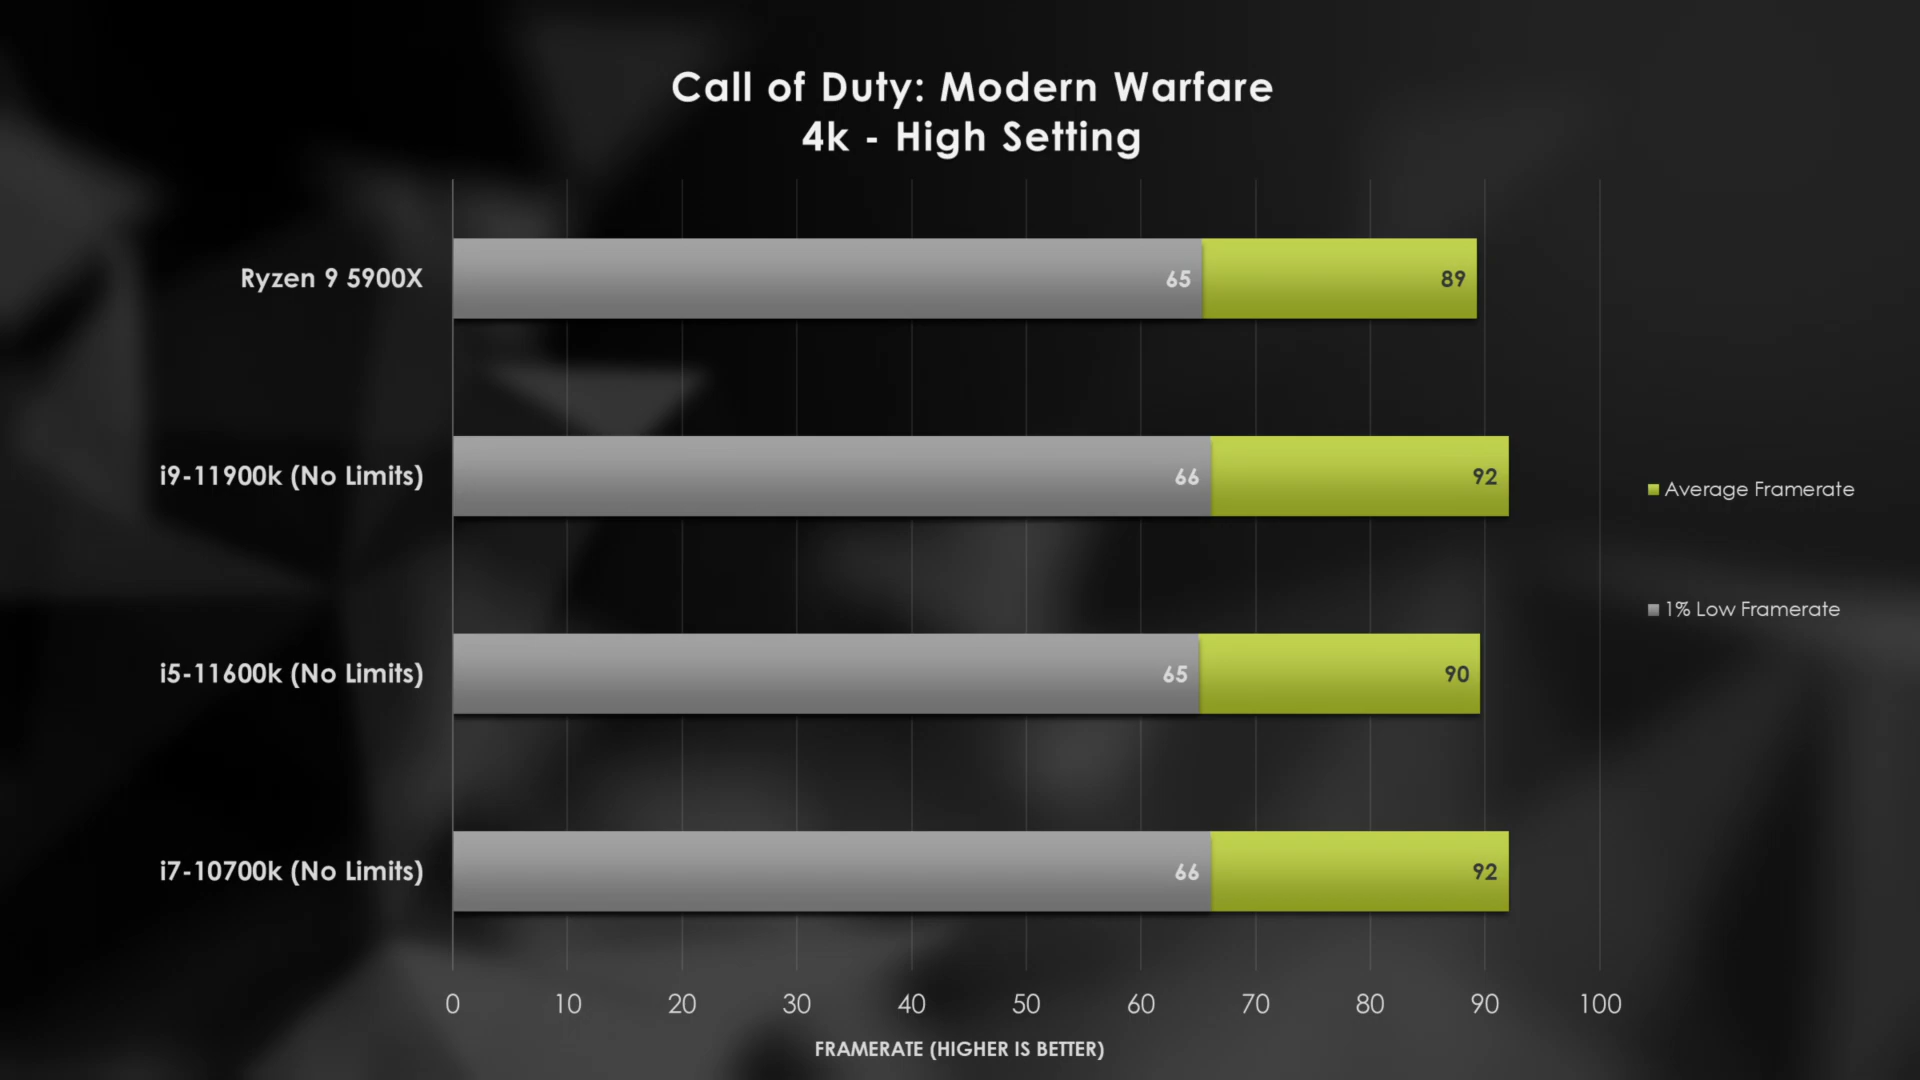 Call of Duty: Modern Warfare
4k - High Setting
Ryzen 9 5900X
65
89
i9-11900k (No Limits)
66
92
Average Framerate
1% Low Framerate
i5-11600k (No Limits)
65
90
i7-10700k (No Limits)
66
92
0 10 20 30 40 50 60 70 80 90 100
FRAMERATE (HIGHER IS BETTER)